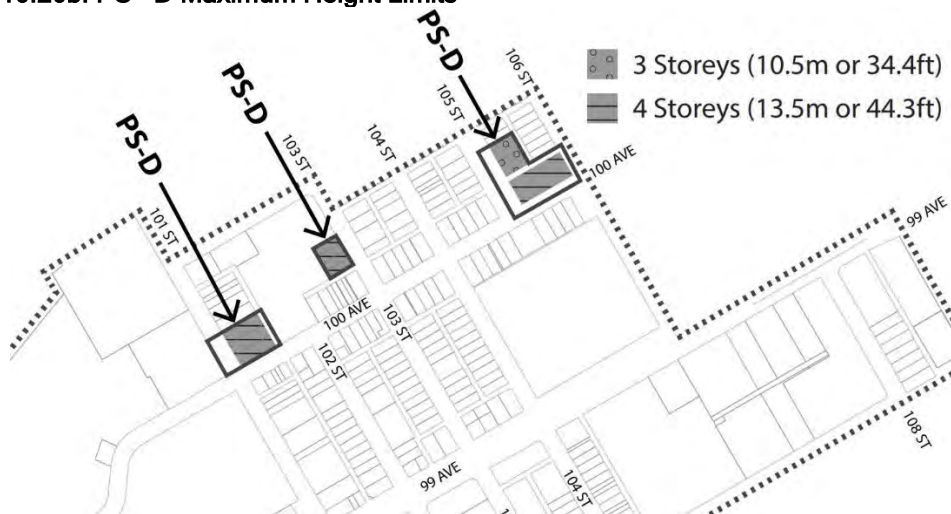 PS-D
PS-D
PS-D
3 Storeys (10.5m or 34.4ft)
4 Storeys (13.5m or 44.3ft)
106 ST
105 ST
104 ST
103 ST
101 ST
100 AVE
99 AVE
100 AVE
103 ST
102 ST
108 ST
99 AVE
104 ST